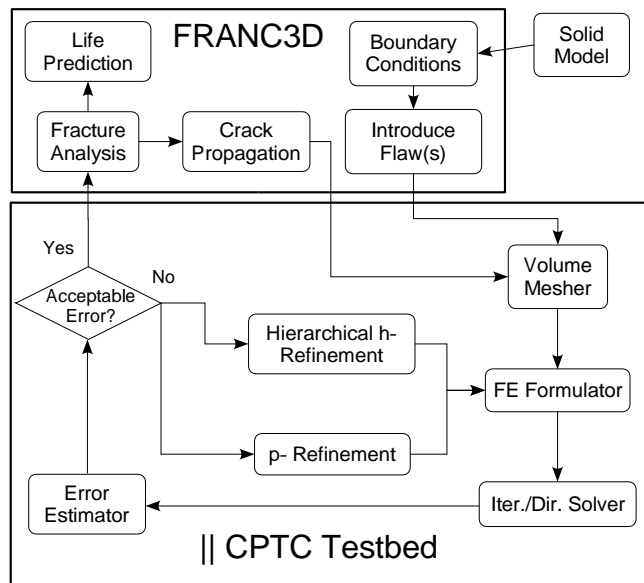 FRANC3D
Life
Prediction
Boundary
Conditions
Solid
Model
Fracture
Analysis
Crack
Propagation
Introduce
Flaw(s)
Yes
No
Acceptable
Error?
Volume
Mesher
Hierarchical h-
Refinement
FE Formulator
p- Refinement
Error
Estimator
Iter./Dir. Solver
|| CPTC Testbed